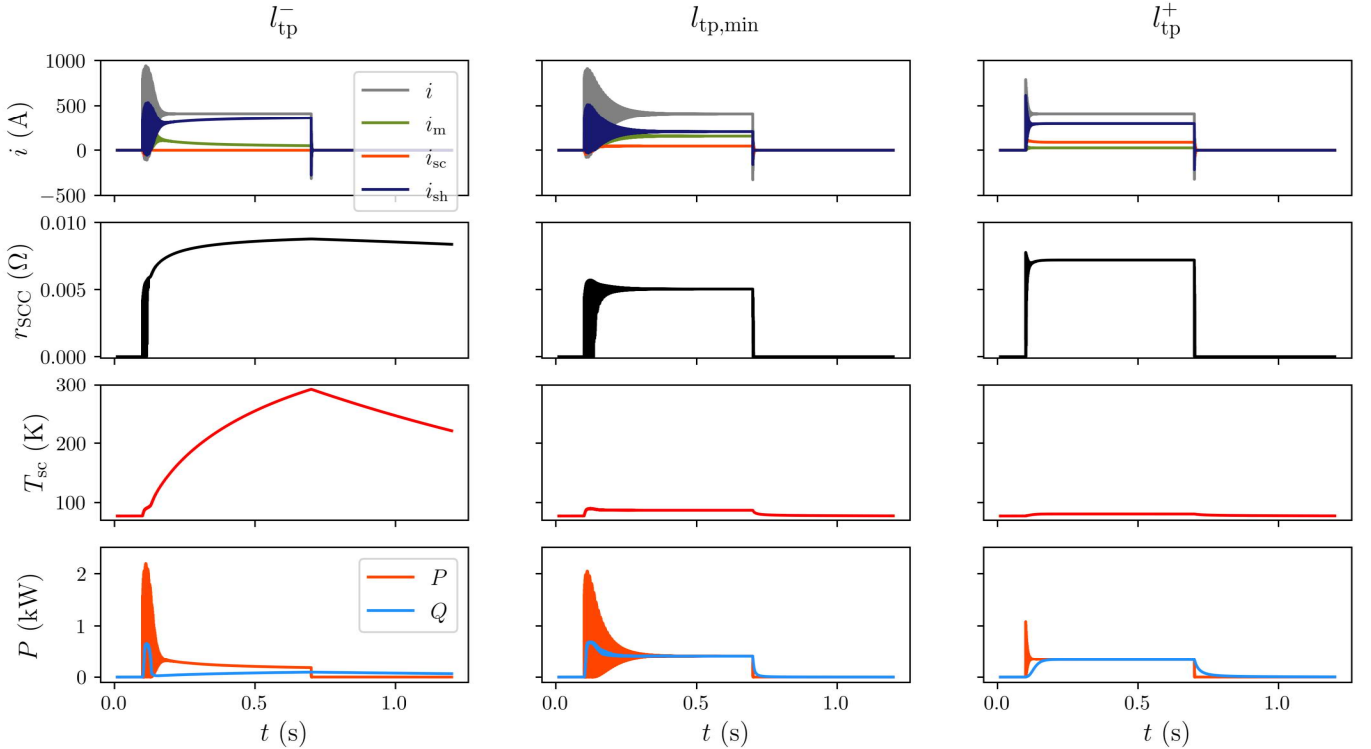 l⁻ₜₚ l_tp,min l⁺ₜₚ
i (A)
1000
500
0
−500
i
i_m
i_sc
i_sh
r_SCC (Ω)
0.010
0.005
0.000
T_sc (K)
300
200
100
P (kW)
2
1
0
P
Q
0.0 0.5 1.0 0.0 0.5 1.0 0.0 0.5 1.0
t (s) t (s) t (s)